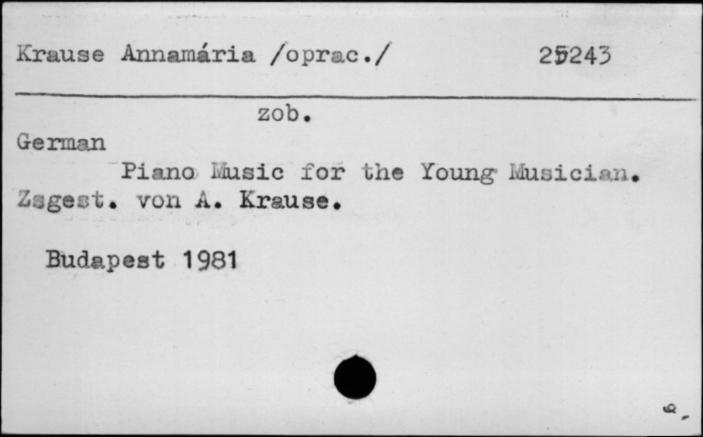 Krause Annamária /oprac./ 25243
zob.
German
Piano Music for the Young Musician.
Zsgest. von A. Krause.
Budapest 1981